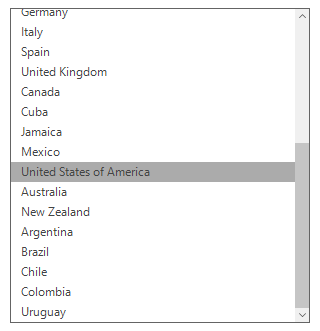 Germany
Italy
Spain
United Kingdom
Canada
Cuba
Jamaica
Mexico
United States of America
Australia
New Zealand
Argentina
Brazil
Chile
Colombia
Uruguay